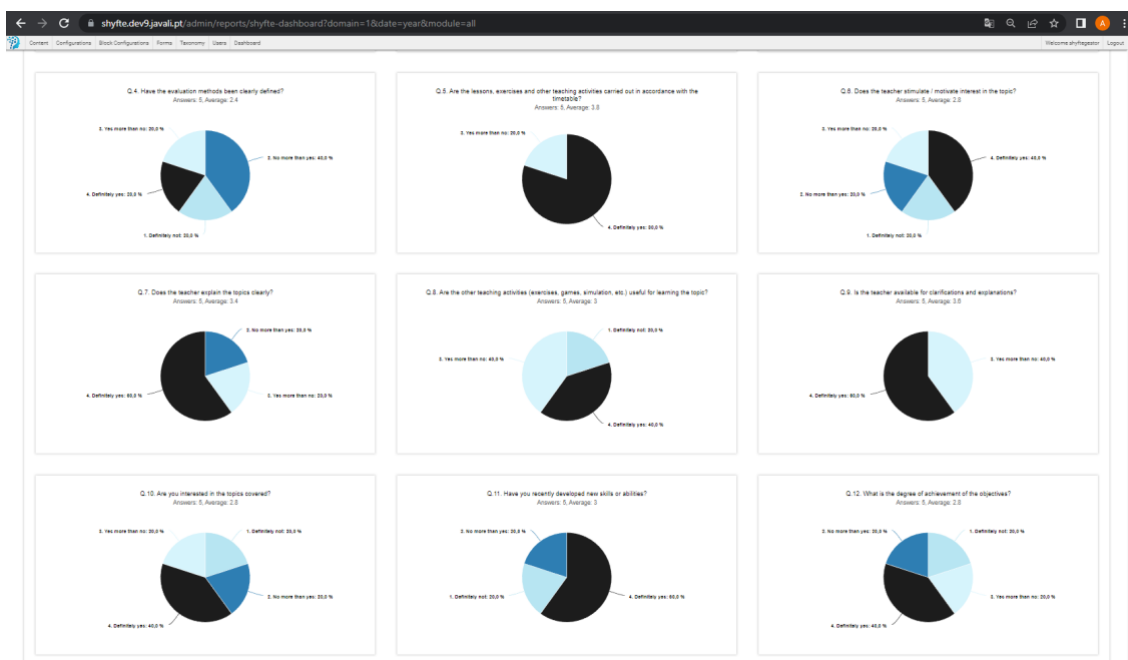 shyfte.dev9.javali.pt/admin/reports/shyfte-dashboard?domain=1&date=year&module=all
A
Content Configurations Block Configurations Forms Taxonomy Users Dashboard
Welcome shyftegestor Logout
Q.4. Have the evaluation methods been clearly defined?
Answers: 5, Average: 2.4
3. Yes more than no: 20,0 %
2. No more than yes: 40,0 %
4. Definitely yes: 20,0 %
1. Definitely not: 20,0 %
Q.5. Are the lessons, exercises and other teaching activities carried out in accordance with the
timetable?
Answers: 5, Average: 3.8
3. Yes more than no: 20,0 %
4. Definitely yes: 80,0 %
Q.6. Does the teacher stimulate / motivate interest in the topic?
Answers: 5, Average: 2.8
3. Yes more than no: 20,0 %
4. Definitely yes: 40,0 %
2. No more than yes: 20,0 %
1. Definitely not: 20,0 %
Q.7. Does the teacher explain the topics clearly?
Answers: 5, Average: 3.4
2. No more than yes: 20,0 %
4. Definitely yes: 60,0 %
3. Yes more than no: 20,0 %
Q.8. Are the other teaching activities (exercises, games, simulation, etc.) useful for learning the topic?
Answers: 5, Average: 3
1. Definitely not: 20,0 %
3. Yes more than no: 40,0 %
4. Definitely yes: 40,0 %
Q.9. Is the teacher available for clarifications and explanations?
Answers: 5, Average: 3.6
3. Yes more than no: 40,0 %
4. Definitely yes: 60,0 %
Q.10. Are you interested in the topics covered?
Answers: 5, Average: 2.8
3. Yes more than no: 20,0 %
1. Definitely not: 20,0 %
2. No more than yes: 20,0 %
4. Definitely yes: 40,0 %
Q.11. Have you recently developed new skills or abilities?
Answers: 5, Average: 3
2. No more than yes: 20,0 %
1. Definitely not: 20,0 %
4. Definitely yes: 60,0 %
Q.12. What is the degree of achievement of the objectives?
Answers: 5, Average: 2.8
2. No more than yes: 20,0 %
1. Definitely not: 20,0 %
3. Yes more than no: 20,0 %
4. Definitely yes: 40,0 %